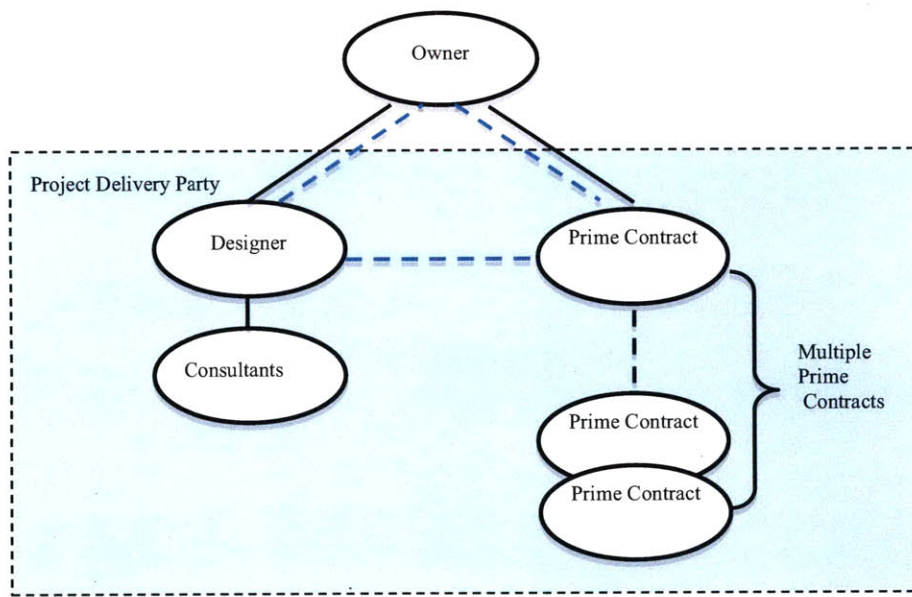 Owner
Project Delivery Party
Designer
Prime Contract
Consultants
Multiple
Prime
Contracts
Prime Contract
Prime Contract